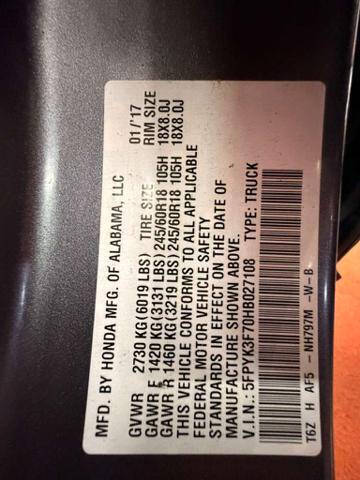 MFD. BY HONDA MFG. OF ALABAMA, LLC
01/'17
GVWR 2730 KG(6019 LBS) TIRE SIZE RIM SIZE
GAWR F 1420 KG(3131 LBS)245/60R18 105H 18X8.0J
GAWR R 1460 KG(3219 LBS)245/60R18 105H 18X8.0J
THIS VEHICLE CONFORMS TO ALL APPLICABLE
FEDERAL MOTOR VEHICLE SAFETY
STANDARDS IN EFFECT ON THE DATE OF
MANUFACTURE SHOWN ABOVE.
V.I.N.: 5FPYK3F70HB027108 TYPE: TRUCK
T6Z H AF5 - NH797M -W-B